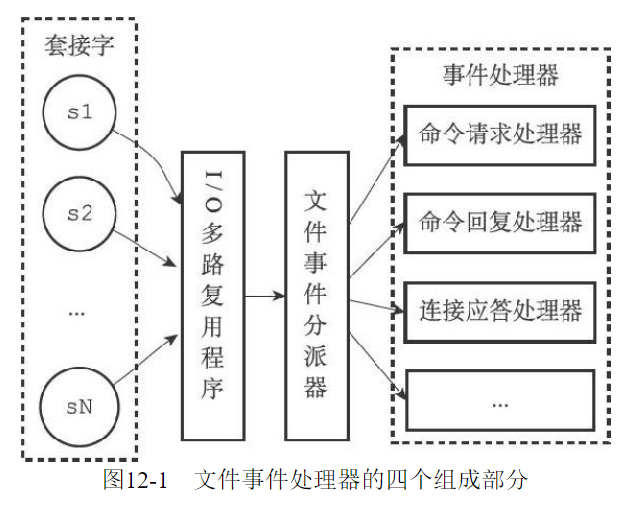 套接字
s1
s2
...
sN
I/O多路复用程序
文件事件分派器
事件处理器
命令请求处理器
命令回复处理器
连接应答处理器
...
图12-1 文件事件处理器的四个组成部分